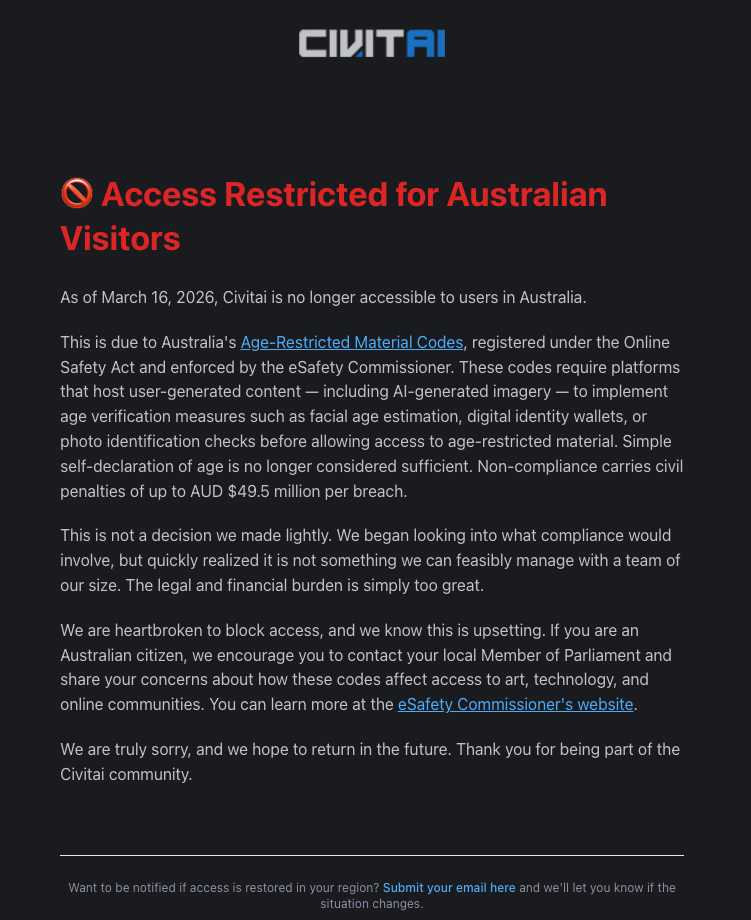 CIVITAI
🚫 Access Restricted for Australian
Visitors
As of March 16, 2026, Civitai is no longer accessible to users in Australia.
This is due to Australia's Age-Restricted Material Codes, registered under the Online
Safety Act and enforced by the eSafety Commissioner. These codes require platforms
that host user-generated content — including AI-generated imagery — to implement
age verification measures such as facial age estimation, digital identity wallets, or
photo identification checks before allowing access to age-restricted material. Simple
self-declaration of age is no longer considered sufficient. Non-compliance carries civil
penalties of up to AUD $49.5 million per breach.
This is not a decision we made lightly. We began looking into what compliance would
involve, but quickly realized it is not something we can feasibly manage with a team of
our size. The legal and financial burden is simply too great.
We are heartbroken to block access, and we know this is upsetting. If you are an
Australian citizen, we encourage you to contact your local Member of Parliament and
share your concerns about how these codes affect access to art, technology, and
online communities. You can learn more at the eSafety Commissioner's website.
We are truly sorry, and we hope to return in the future. Thank you for being part of the
Civitai community.
Want to be notified if access is restored in your region? Submit your email here and we'll let you know if the
situation changes.